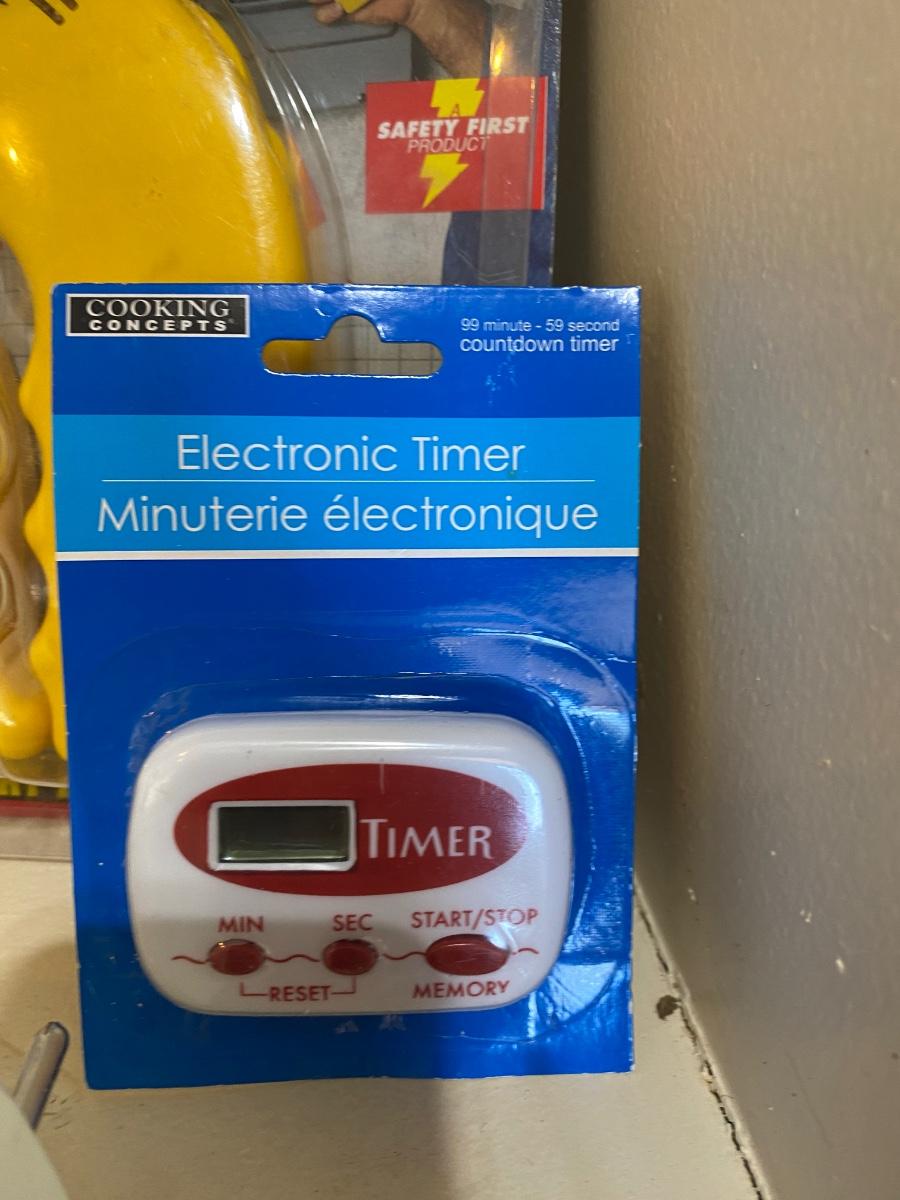 A
SAFETY FIRST
PRODUCT
COOKING
CONCEPTS
99 minute - 59 second
countdown timer
Electronic Timer
Minuterie électronique
TIMER
MIN SEC START/STOP
RESET MEMORY